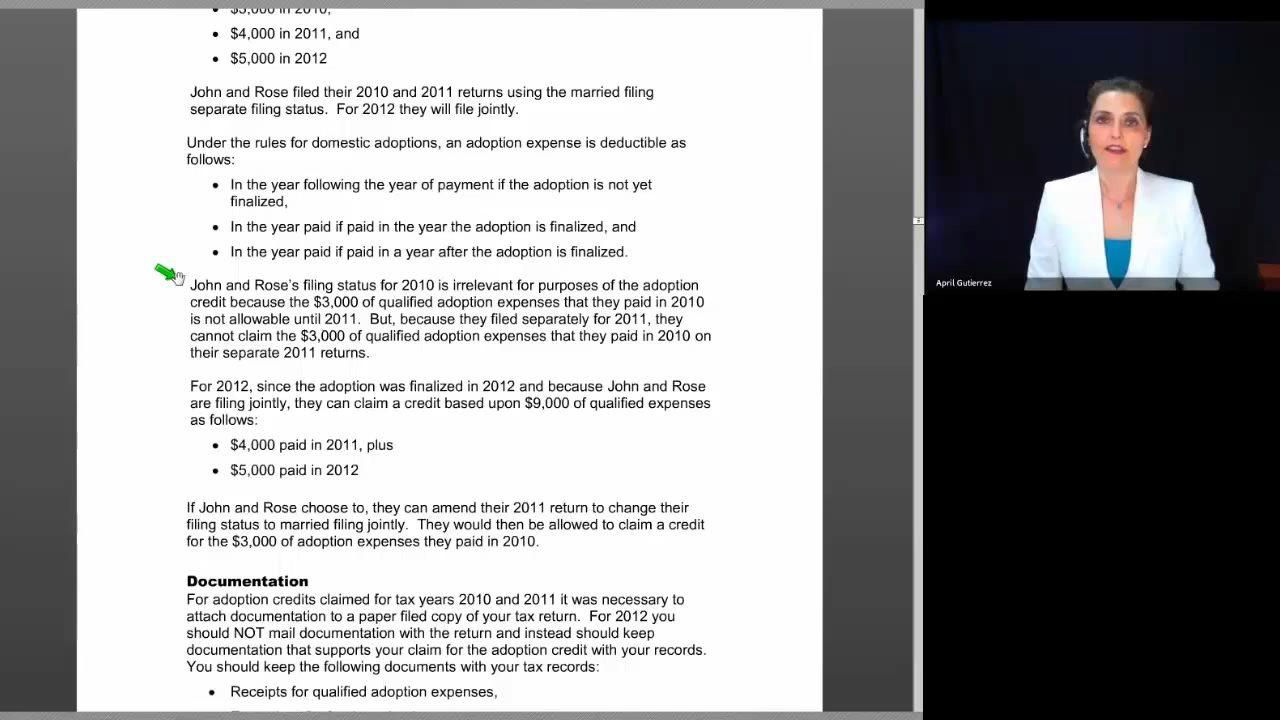 • $3,000 in 2010,
• $4,000 in 2011, and
• $5,000 in 2012
John and Rose filed their 2010 and 2011 returns using the married filing
separate filing status.  For 2012 they will file jointly.
Under the rules for domestic adoptions, an adoption expense is deductible as
follows:
• In the year following the year of payment if the adoption is not yet
finalized,
• In the year paid if paid in the year the adoption is finalized, and
• In the year paid if paid in a year after the adoption is finalized.
John and Rose's filing status for 2010 is irrelevant for purposes of the adoption
credit because the $3,000 of qualified adoption expenses that they paid in 2010
is not allowable until 2011.  But, because they filed separately for 2011, they
cannot claim the $3,000 of qualified adoption expenses that they paid in 2010 on
their separate 2011 returns.
For 2012, since the adoption was finalized in 2012 and because John and Rose
are filing jointly, they can claim a credit based upon $9,000 of qualified expenses
as follows:
• $4,000 paid in 2011, plus
• $5,000 paid in 2012
If John and Rose choose to, they can amend their 2011 return to change their
filing status to married filing jointly.  They would then be allowed to claim a credit
for the $3,000 of adoption expenses they paid in 2010.
Documentation
For adoption credits claimed for tax years 2010 and 2011 it was necessary to
attach documentation to a paper filed copy of your tax return.  For 2012 you
should NOT mail documentation with the return and instead should keep
documentation that supports your claim for the adoption credit with your records.
You should keep the following documents with your tax records:
• Receipts for qualified adoption expenses,
April Gutierrez